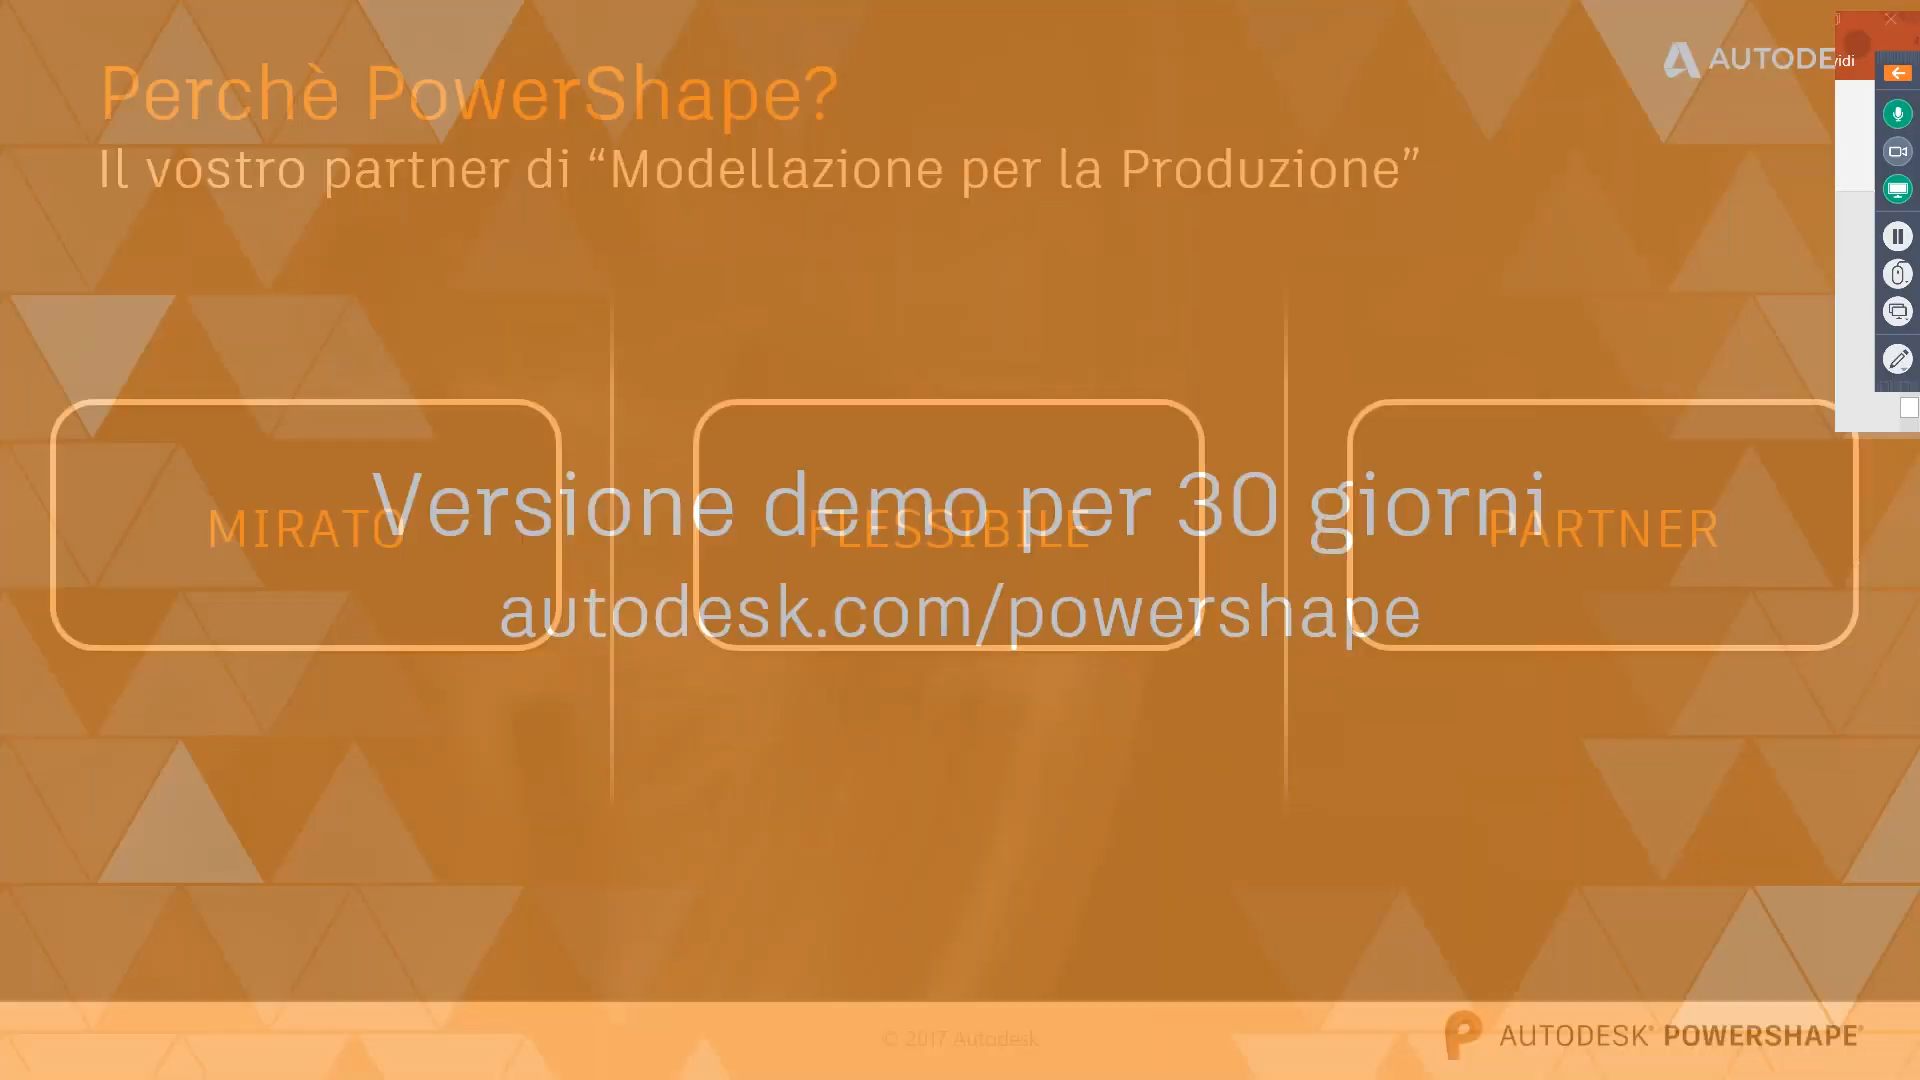 Perchè PowerShape?
Il vostro partner di “Modellazione per la Produzione”
AUTODE
vidi
MIRATO
FLESSIBILE
PARTNER
Versione demo per 30 giorni
autodesk.com/powershape
© 2017 Autodesk
AUTODESK® POWERSHAPE®